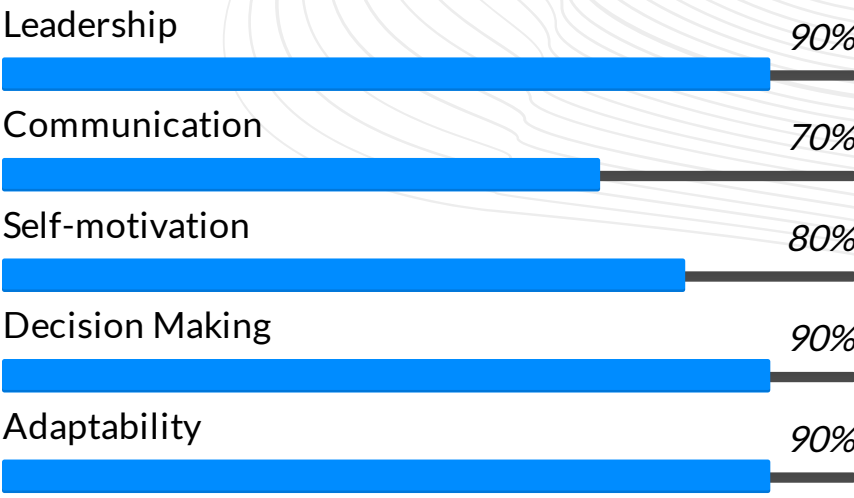 Leadership
90%
Communication
70%
Self-motivation
80%
Decision Making
90%
Adaptability
90%